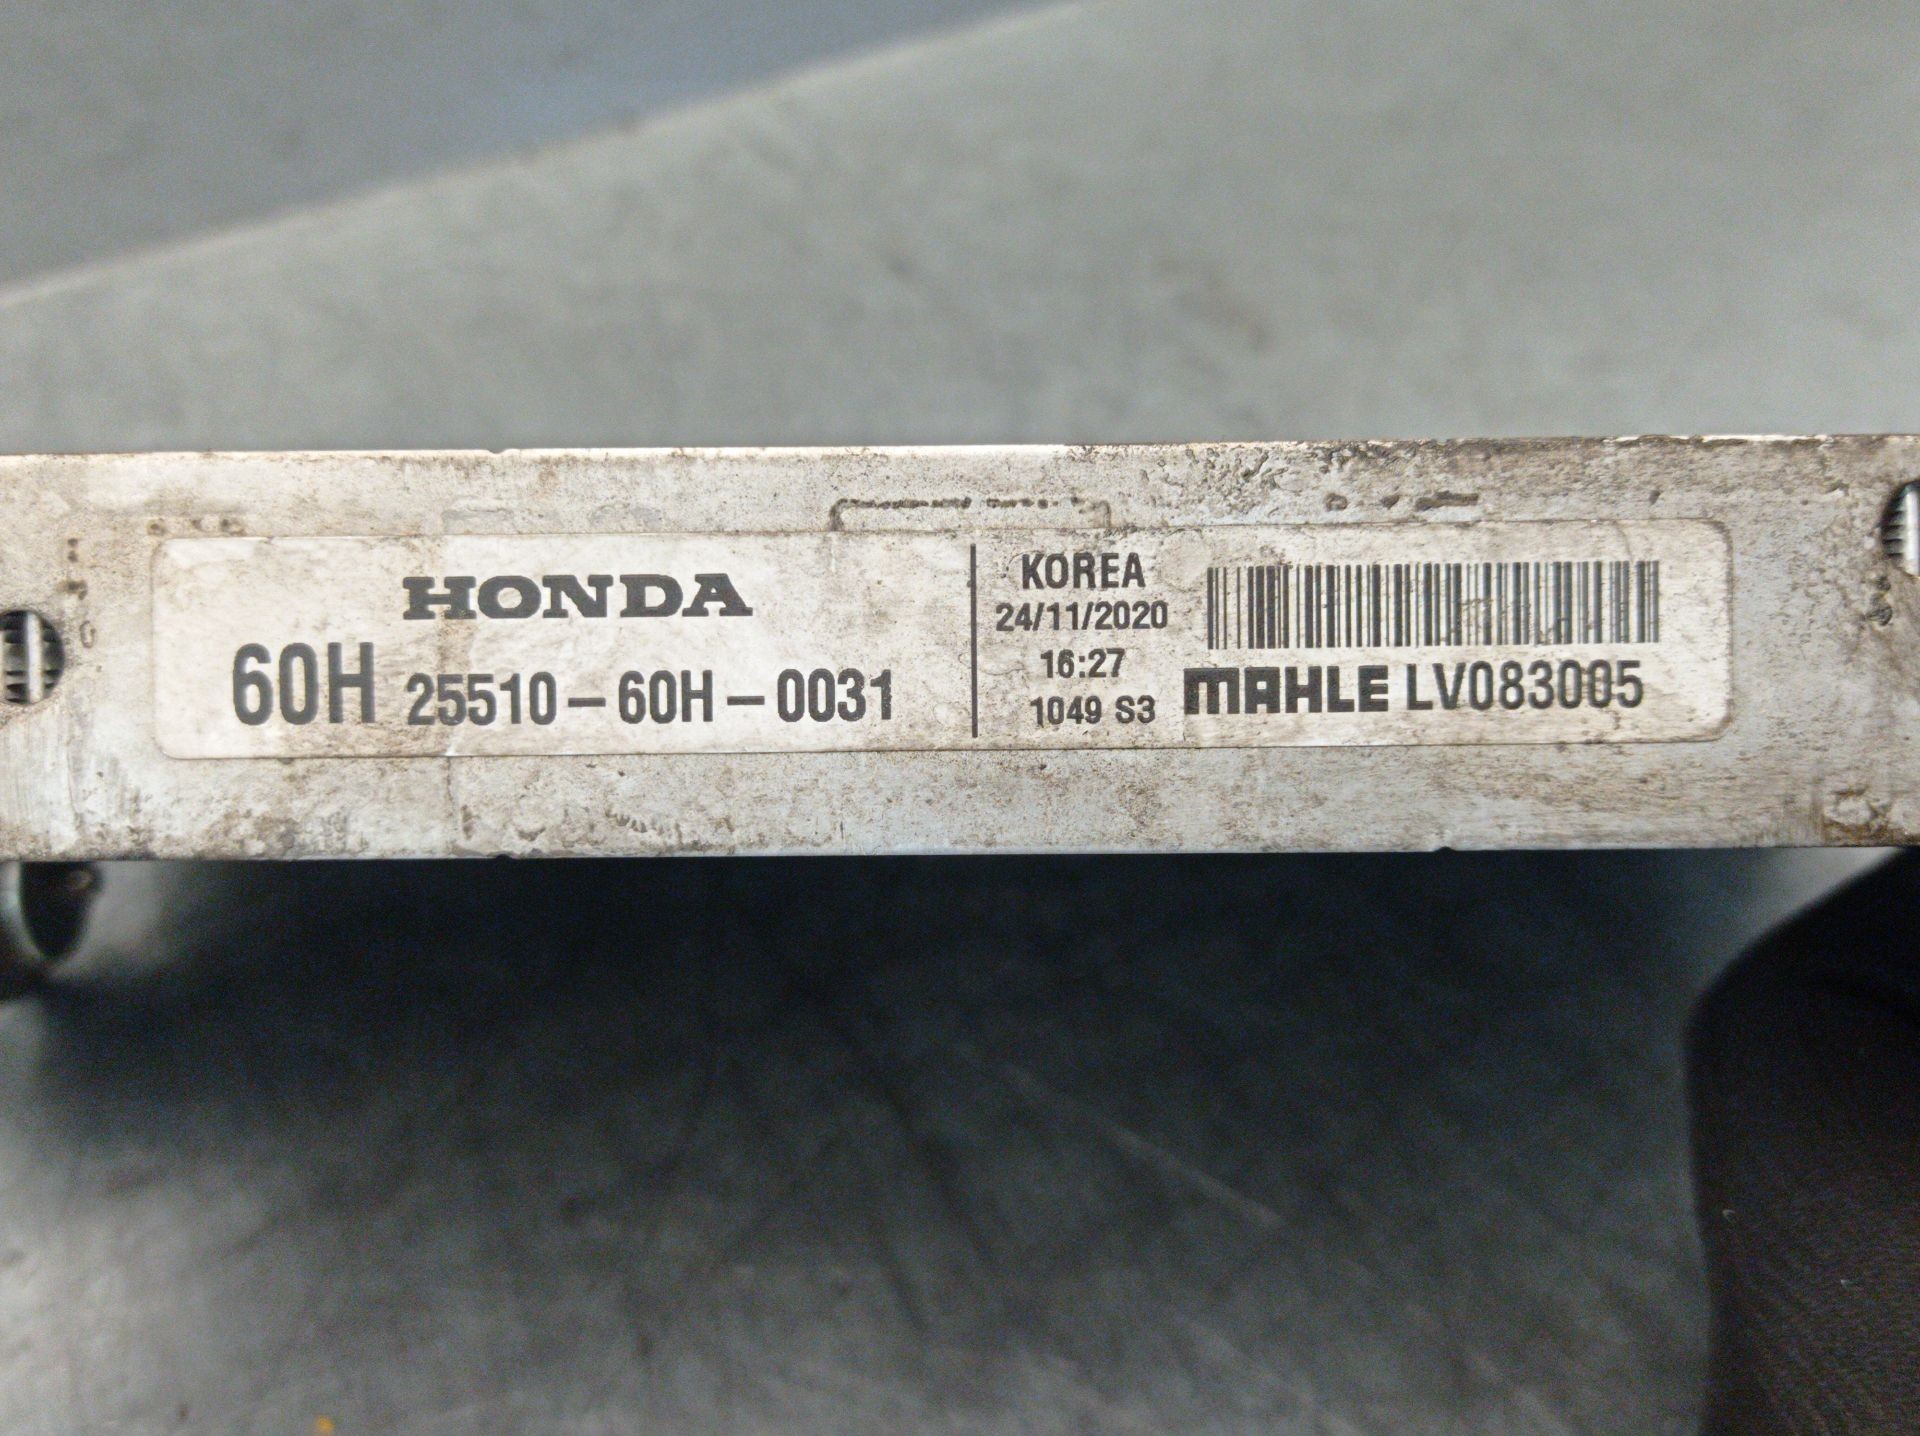 HONDA
60H 25510-60H-0031
KOREA
24/11/2020
16:27
1049 S3
MAHLE LV083005